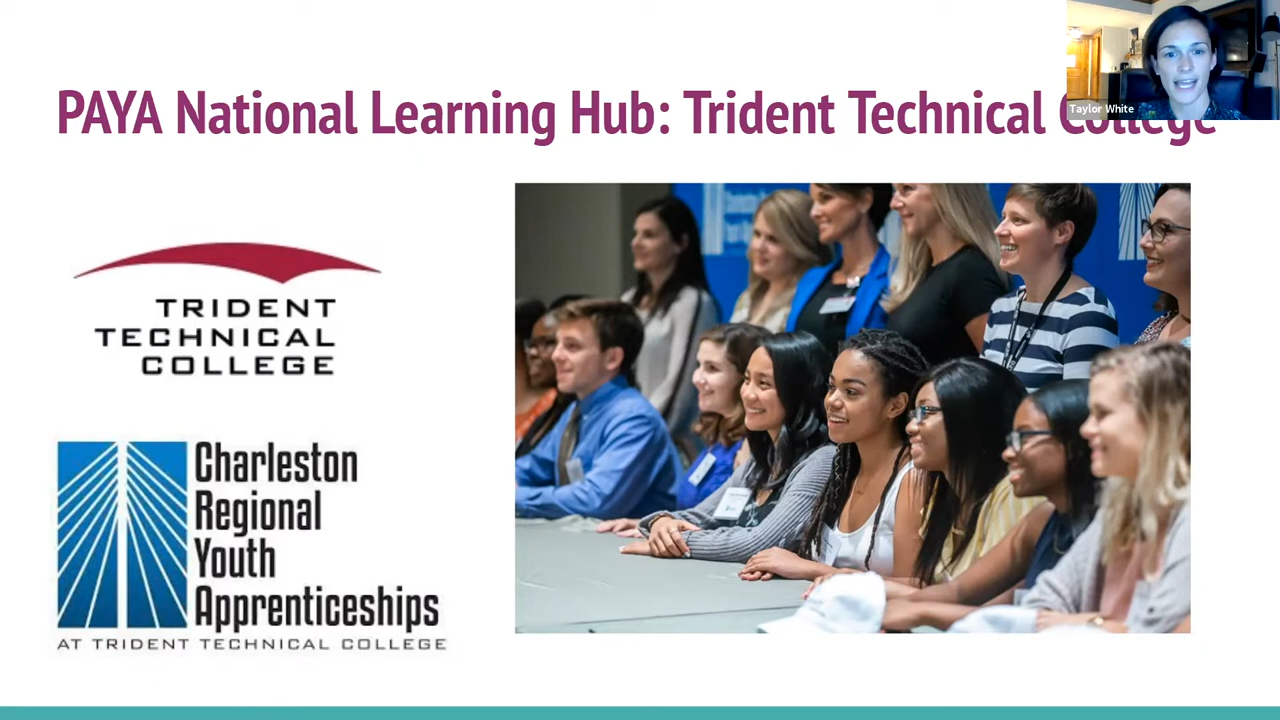 PAYA National Learning Hub: Trident Technical College
Taylor White
TRIDENT
TECHNICAL
COLLEGE
Charleston
Regional
Youth
Apprenticeships
AT TRIDENT TECHNICAL COLLEGE